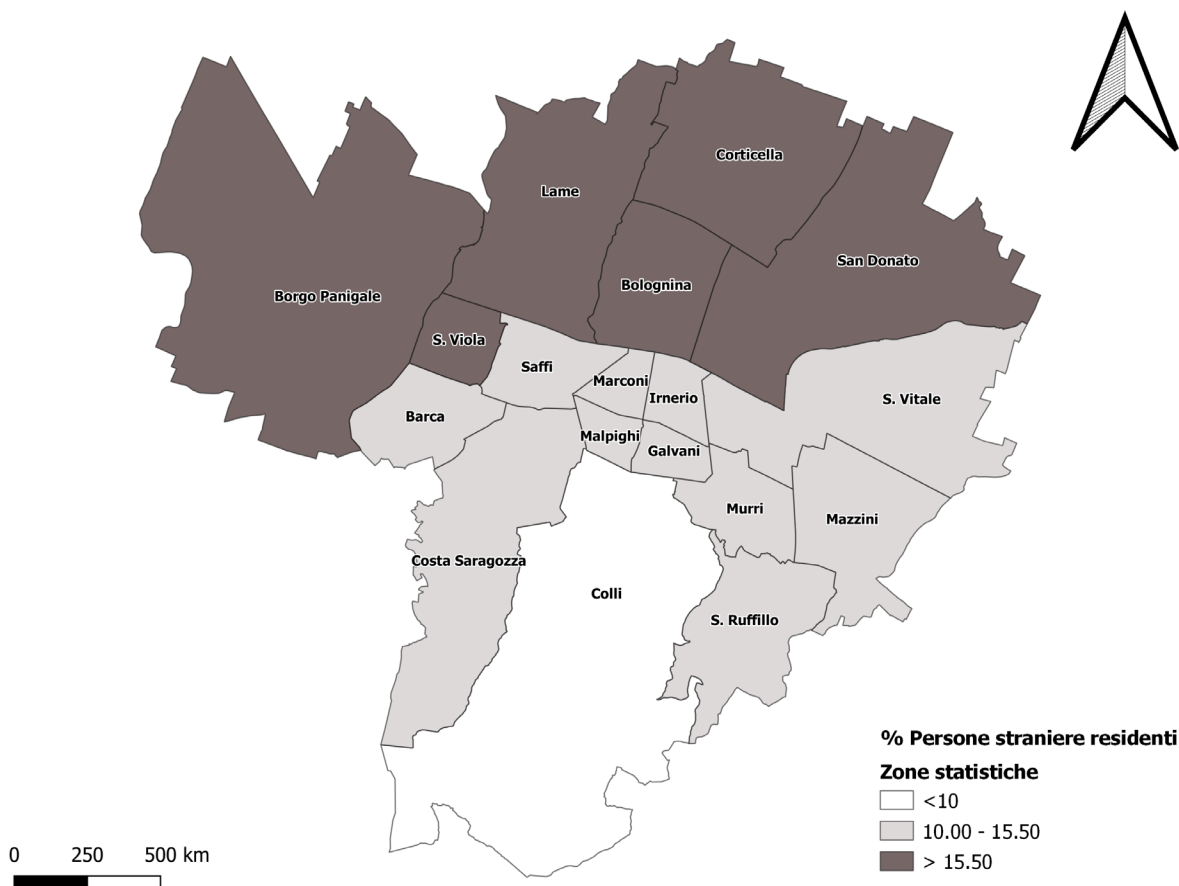 Corticella
Lame
San Donato
Bolognina
Borgo Panigale
S. Viola
Saffi
Marconi
Irnerio
S. Vitale
Barca
Malpighi
Galvani
Murri
Mazzini
Costa Saragozza
Colli
S. Ruffillo
% Persone straniere residenti
Zone statistiche
<10
10.00 - 15.50
> 15.50
0 250 500 km